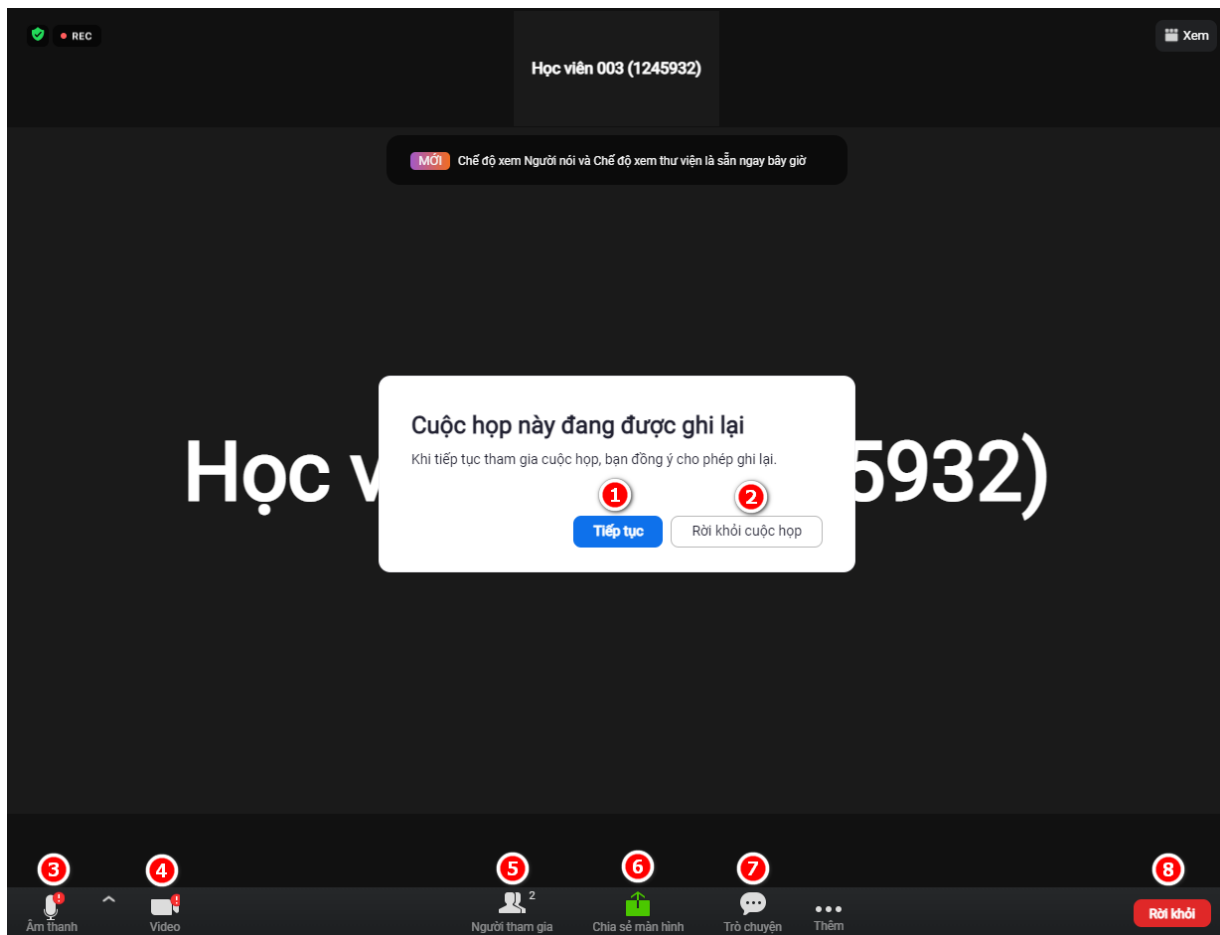 REC
Xem
Học viên 003 (1245932)
MỚI Chế độ xem Người nói và Chế độ xem thư viện là sẵn ngay bây giờ
Cuộc họp này đang được ghi lại
Học v 5932)
Khi tiếp tục tham gia cuộc họp, bạn đồng ý cho phép ghi lại.
1 2
Tiếp tục Rời khỏi cuộc họp
3 4 5 6 7 8
2
Âm thanh Video Người tham gia Chia sẻ màn hình Trò chuyện Thêm Rời khỏi